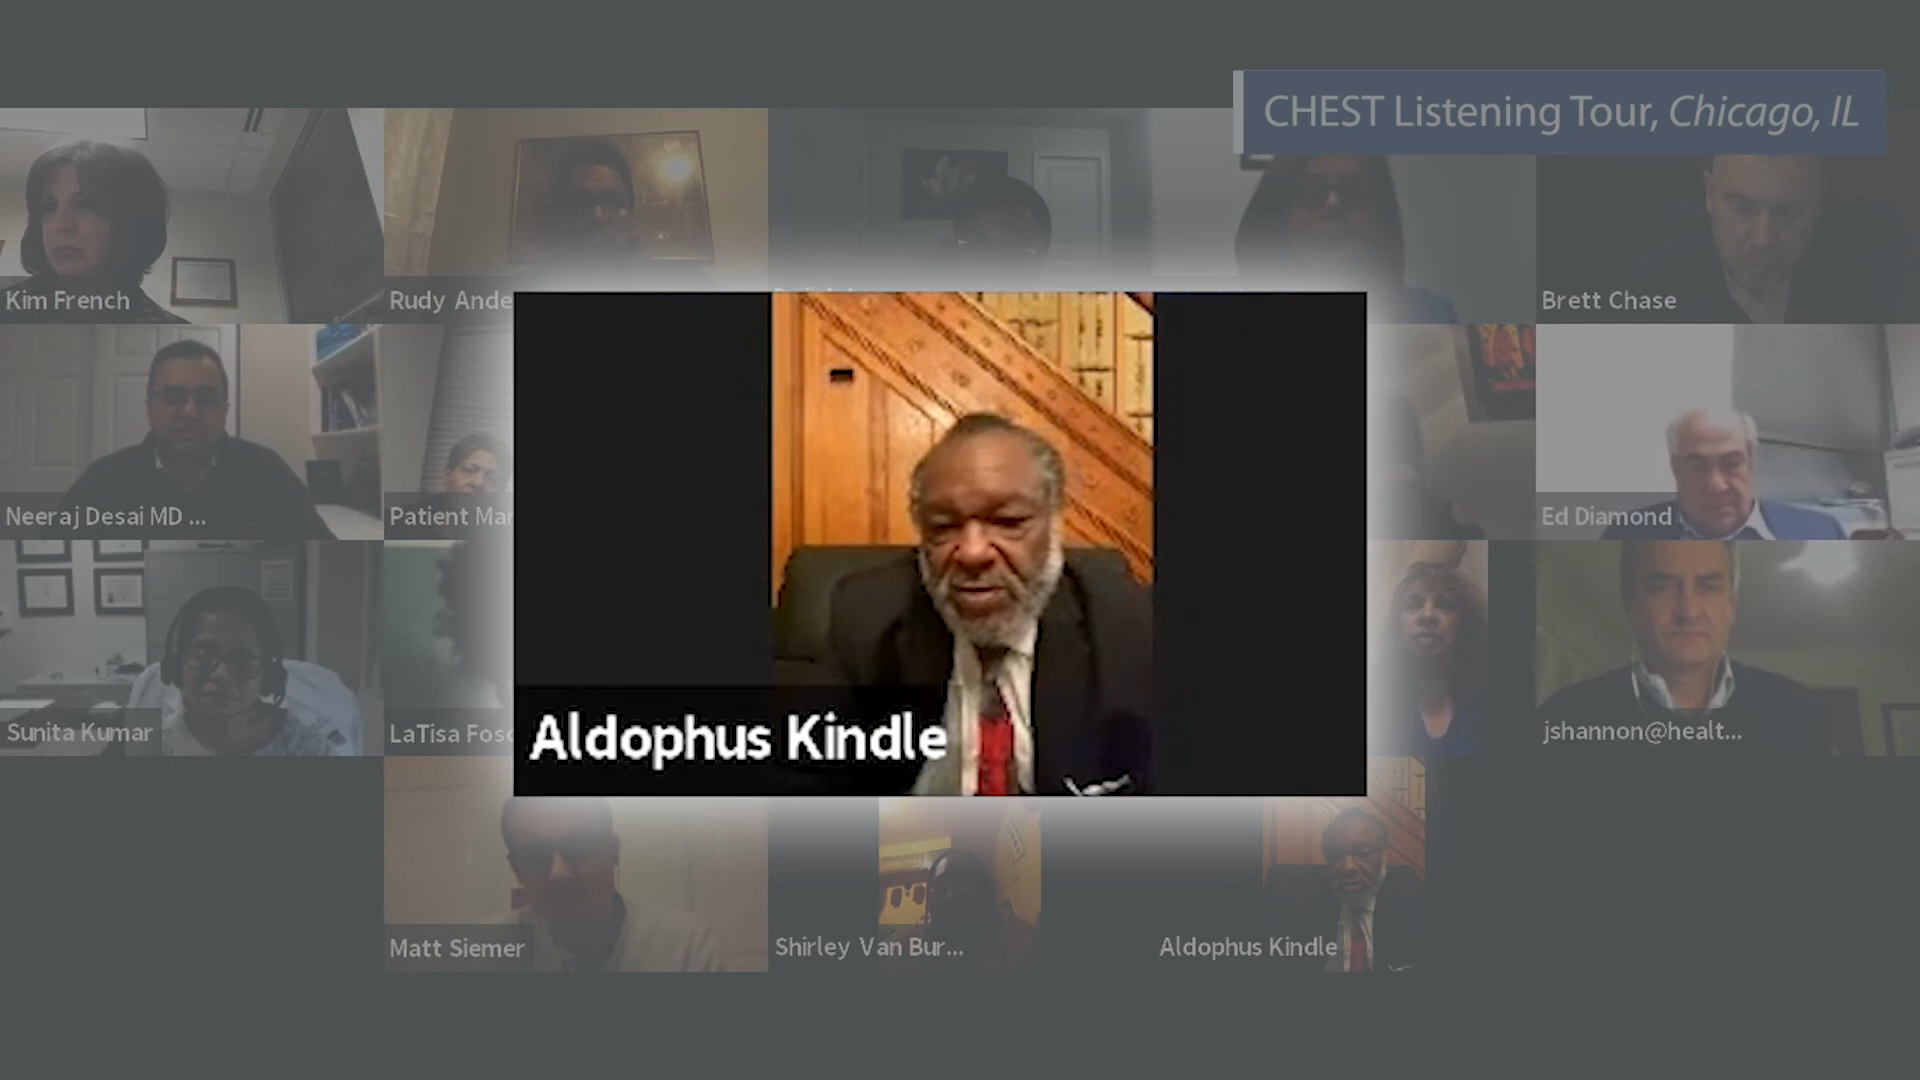 CHEST Listening Tour, Chicago, IL
Kim French
Rudy Ande
Brett Chase
Neeraj Desai MD ...
Patient Mar
Ed Diamond
Sunita Kumar
LaTisa Fos
jshannon@healt...
Aldophus Kindle
Matt Siemer
Shirley Van Bur...
Aldophus Kindle